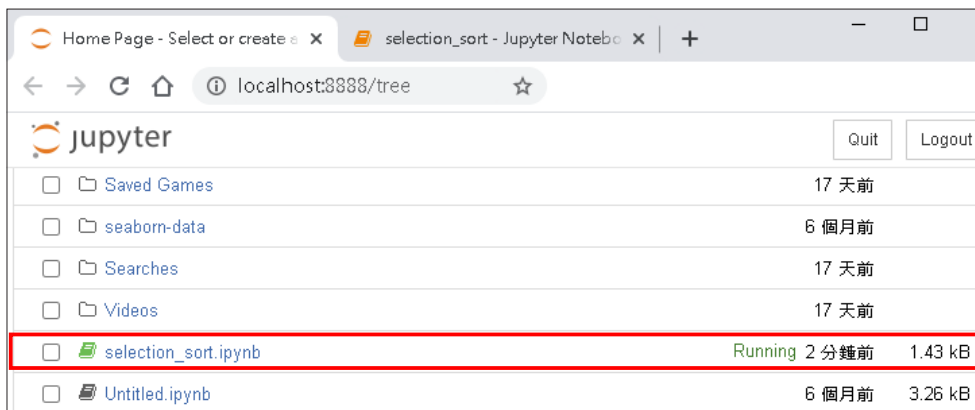 Home Page - Select or create a
selection_sort - Jupyter Notebo
localhost:8888/tree
jupyter
Quit
Logout
Saved Games 17 天前
seaborn-data 6 個月前
Searches 17 天前
Videos 17 天前
selection_sort.ipynb Running 2 分鐘前 1.43 kB
Untitled.ipynb 6 個月前 3.26 kB